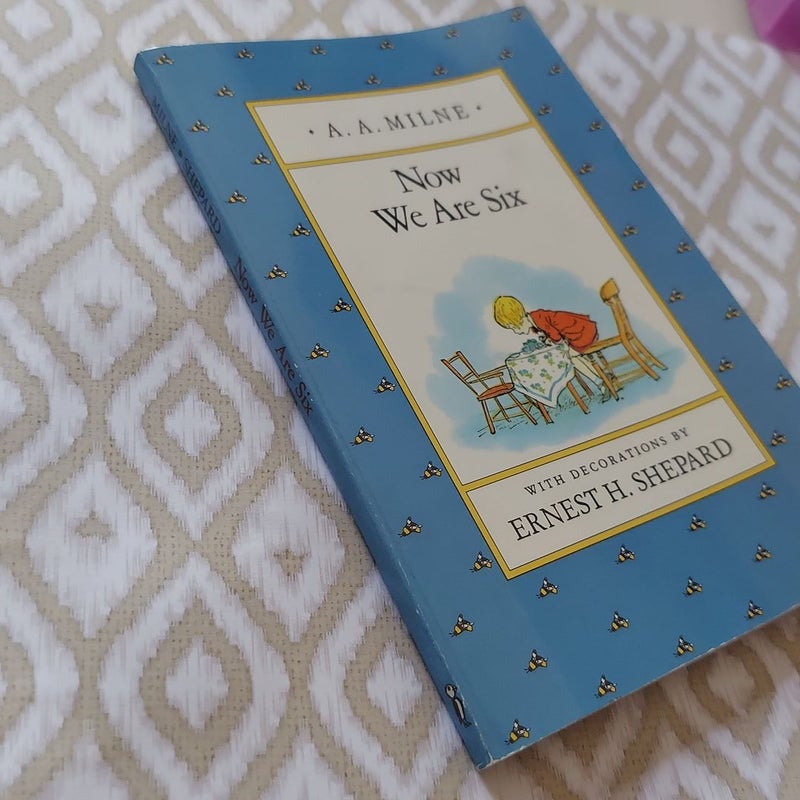 · A. A. MILNE ·
Now
We Are Six
WITH DECORATIONS BY
ERNEST H. SHEPARD
MILNE • SHEPARD Now We Are Six